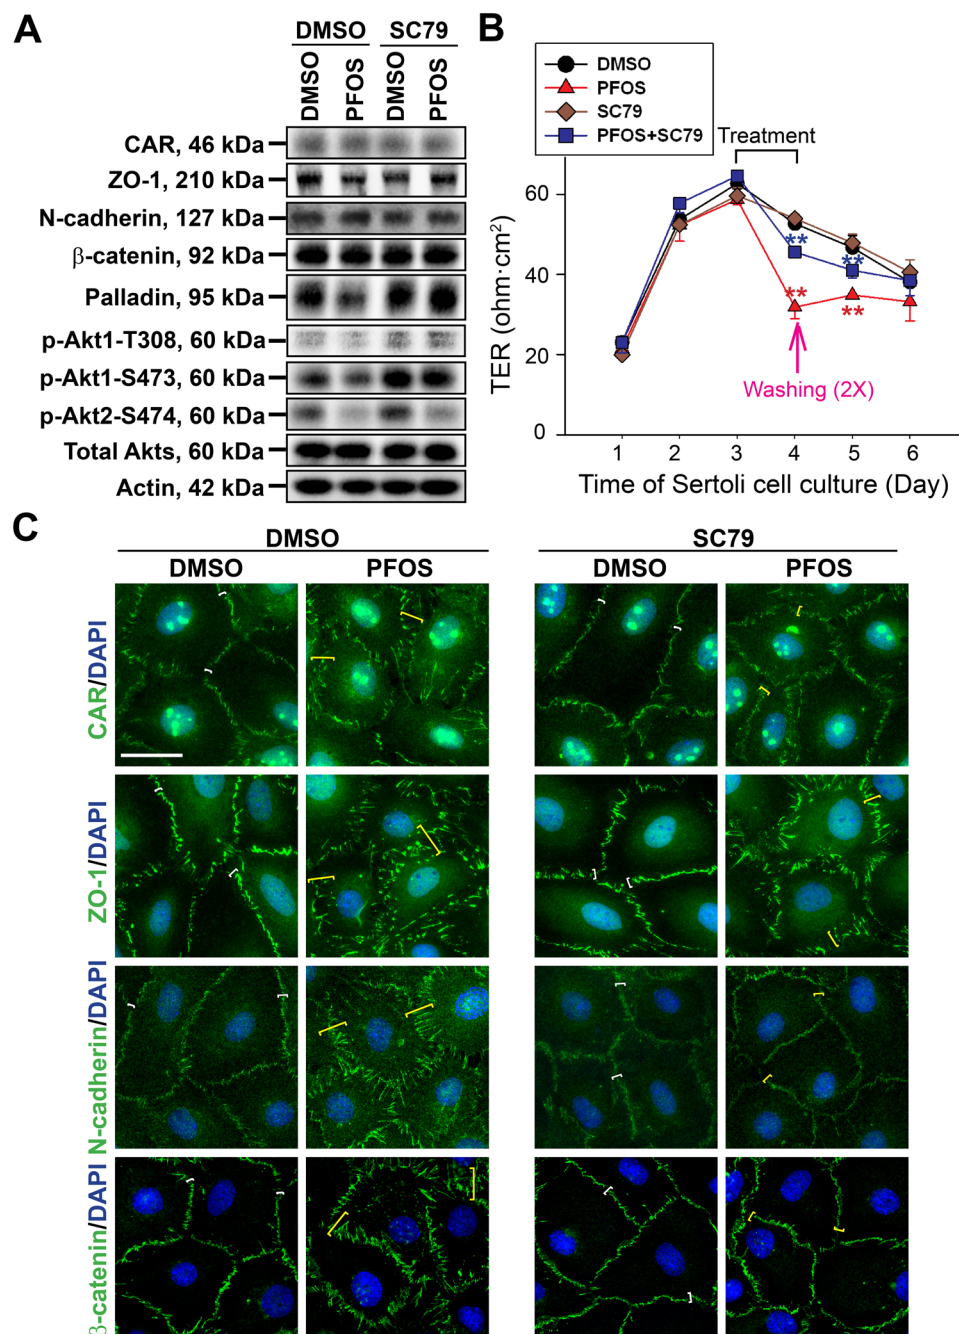 A
DMSO SC79
DMSO PFOS DMSO PFOS
CAR, 46 kDa
ZO-1, 210 kDa
N-cadherin, 127 kDa
β-catenin, 92 kDa
Palladin, 95 kDa
p-Akt1-T308, 60 kDa
p-Akt1-S473, 60 kDa
p-Akt2-S474, 60 kDa
Total Akts, 60 kDa
Actin, 42 kDa
B
DMSO
PFOS
SC79
PFOS+SC79
Treatment
TER (ohm·cm²)
60
40
20
0
**
**
**
**
Washing (2X)
1 2 3 4 5 6
Time of Sertoli cell culture (Day)
C
DMSO SC79
DMSO PFOS DMSO PFOS
CAR/DAPI
ZO-1/DAPI
N-cadherin/DAPI
β-catenin/DAPI